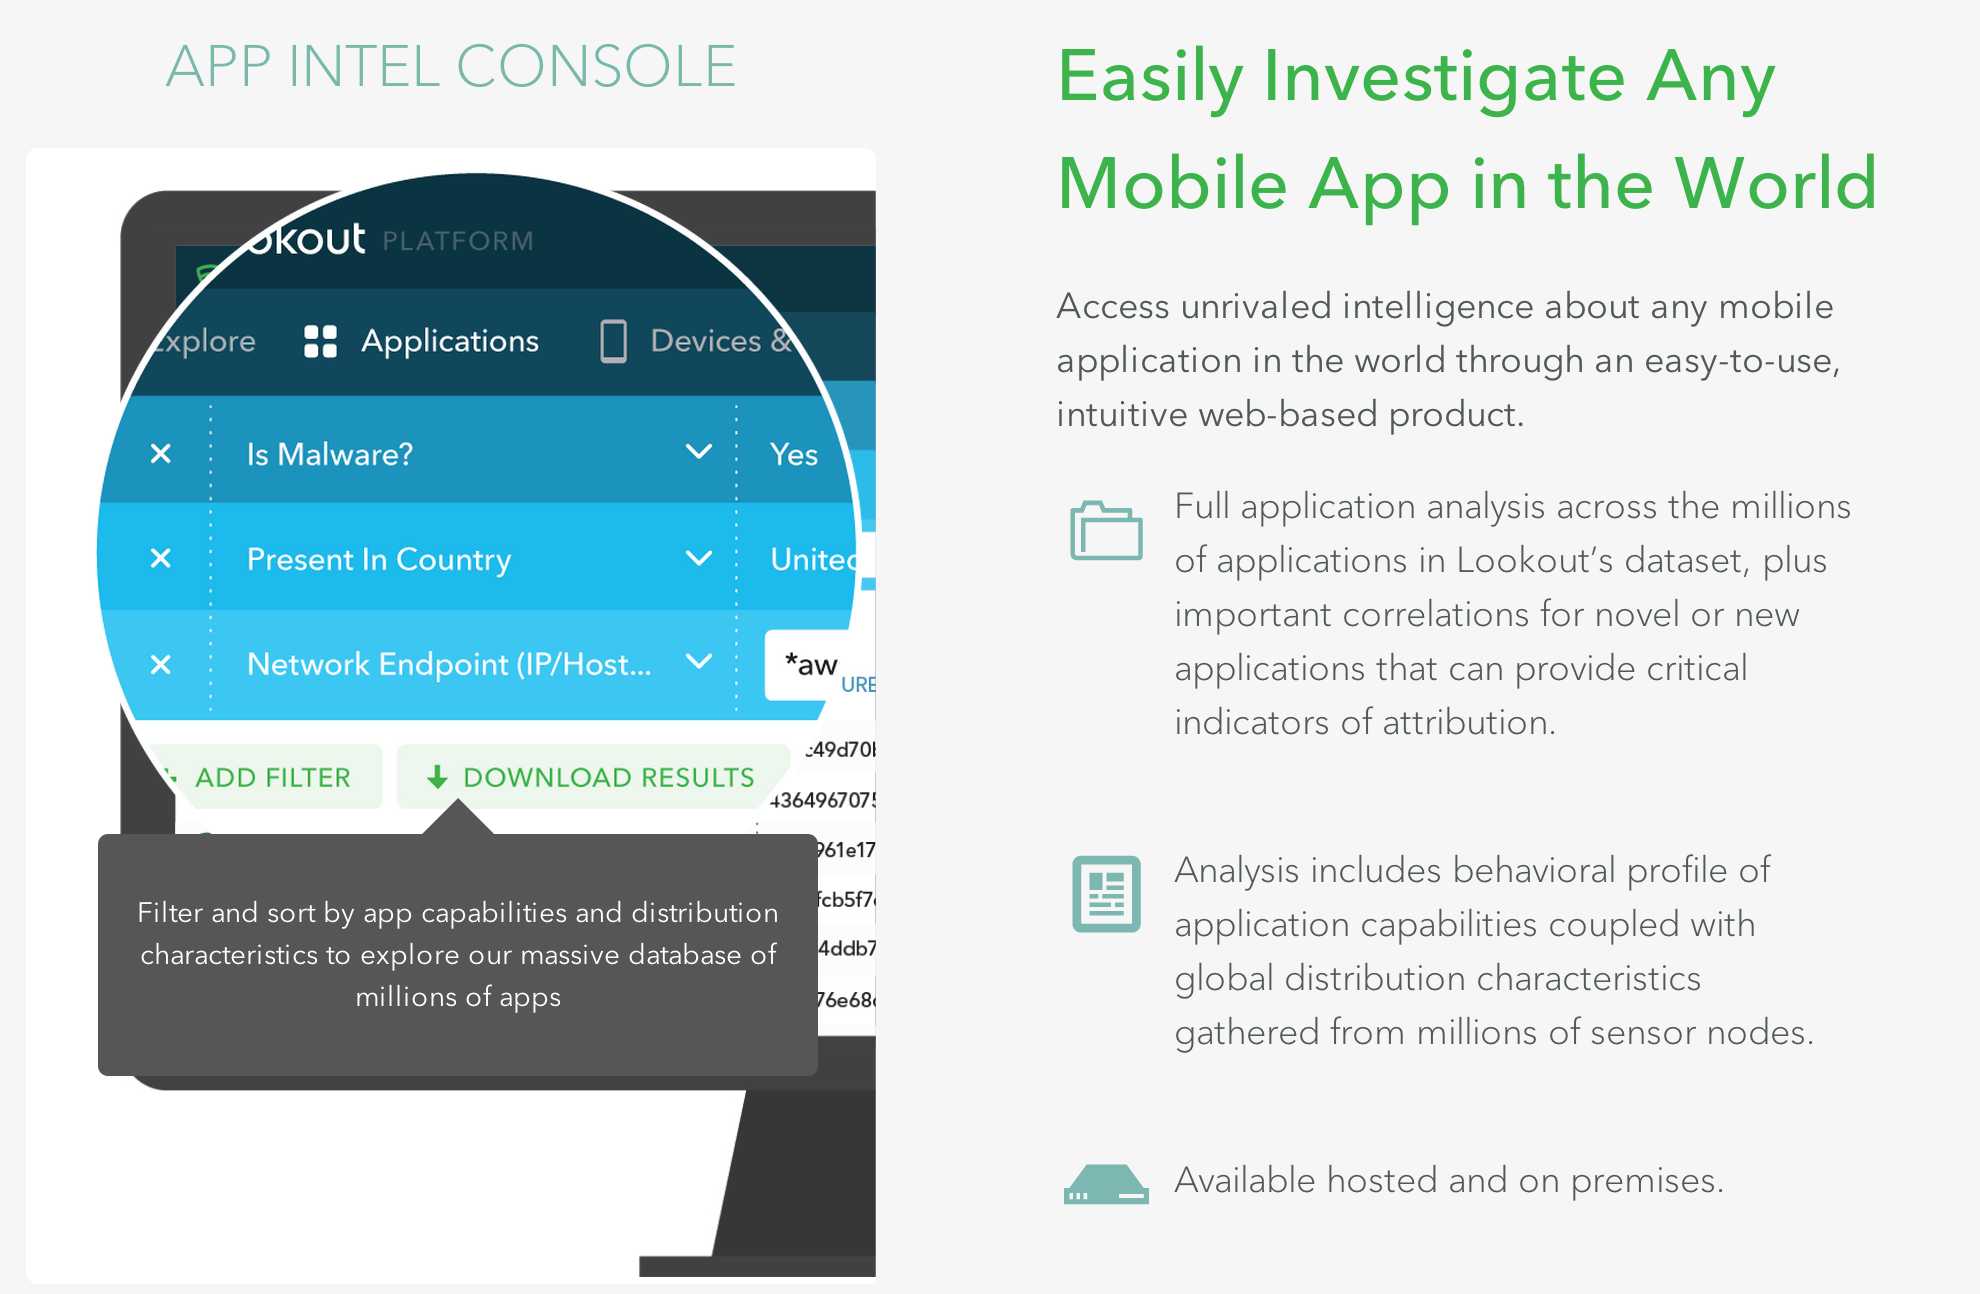 APP INTEL CONSOLE
okout PLATFORM
Explore Applications Devices &
Is Malware? Yes
Present In Country United
Network Endpoint (IP/Host... *aw
URE
ADD FILTER DOWNLOAD RESULTS
c49d70b
4364967075
961e17
fcb5f7
4ddb7
76e68
Filter and sort by app capabilities and distribution
characteristics to explore our massive database of
millions of apps
Easily Investigate Any
Mobile App in the World
Access unrivaled intelligence about any mobile
application in the world through an easy-to-use,
intuitive web-based product.
Full application analysis across the millions
of applications in Lookout’s dataset, plus
important correlations for novel or new
applications that can provide critical
indicators of attribution.
Analysis includes behavioral profile of
application capabilities coupled with
global distribution characteristics
gathered from millions of sensor nodes.
Available hosted and on premises.